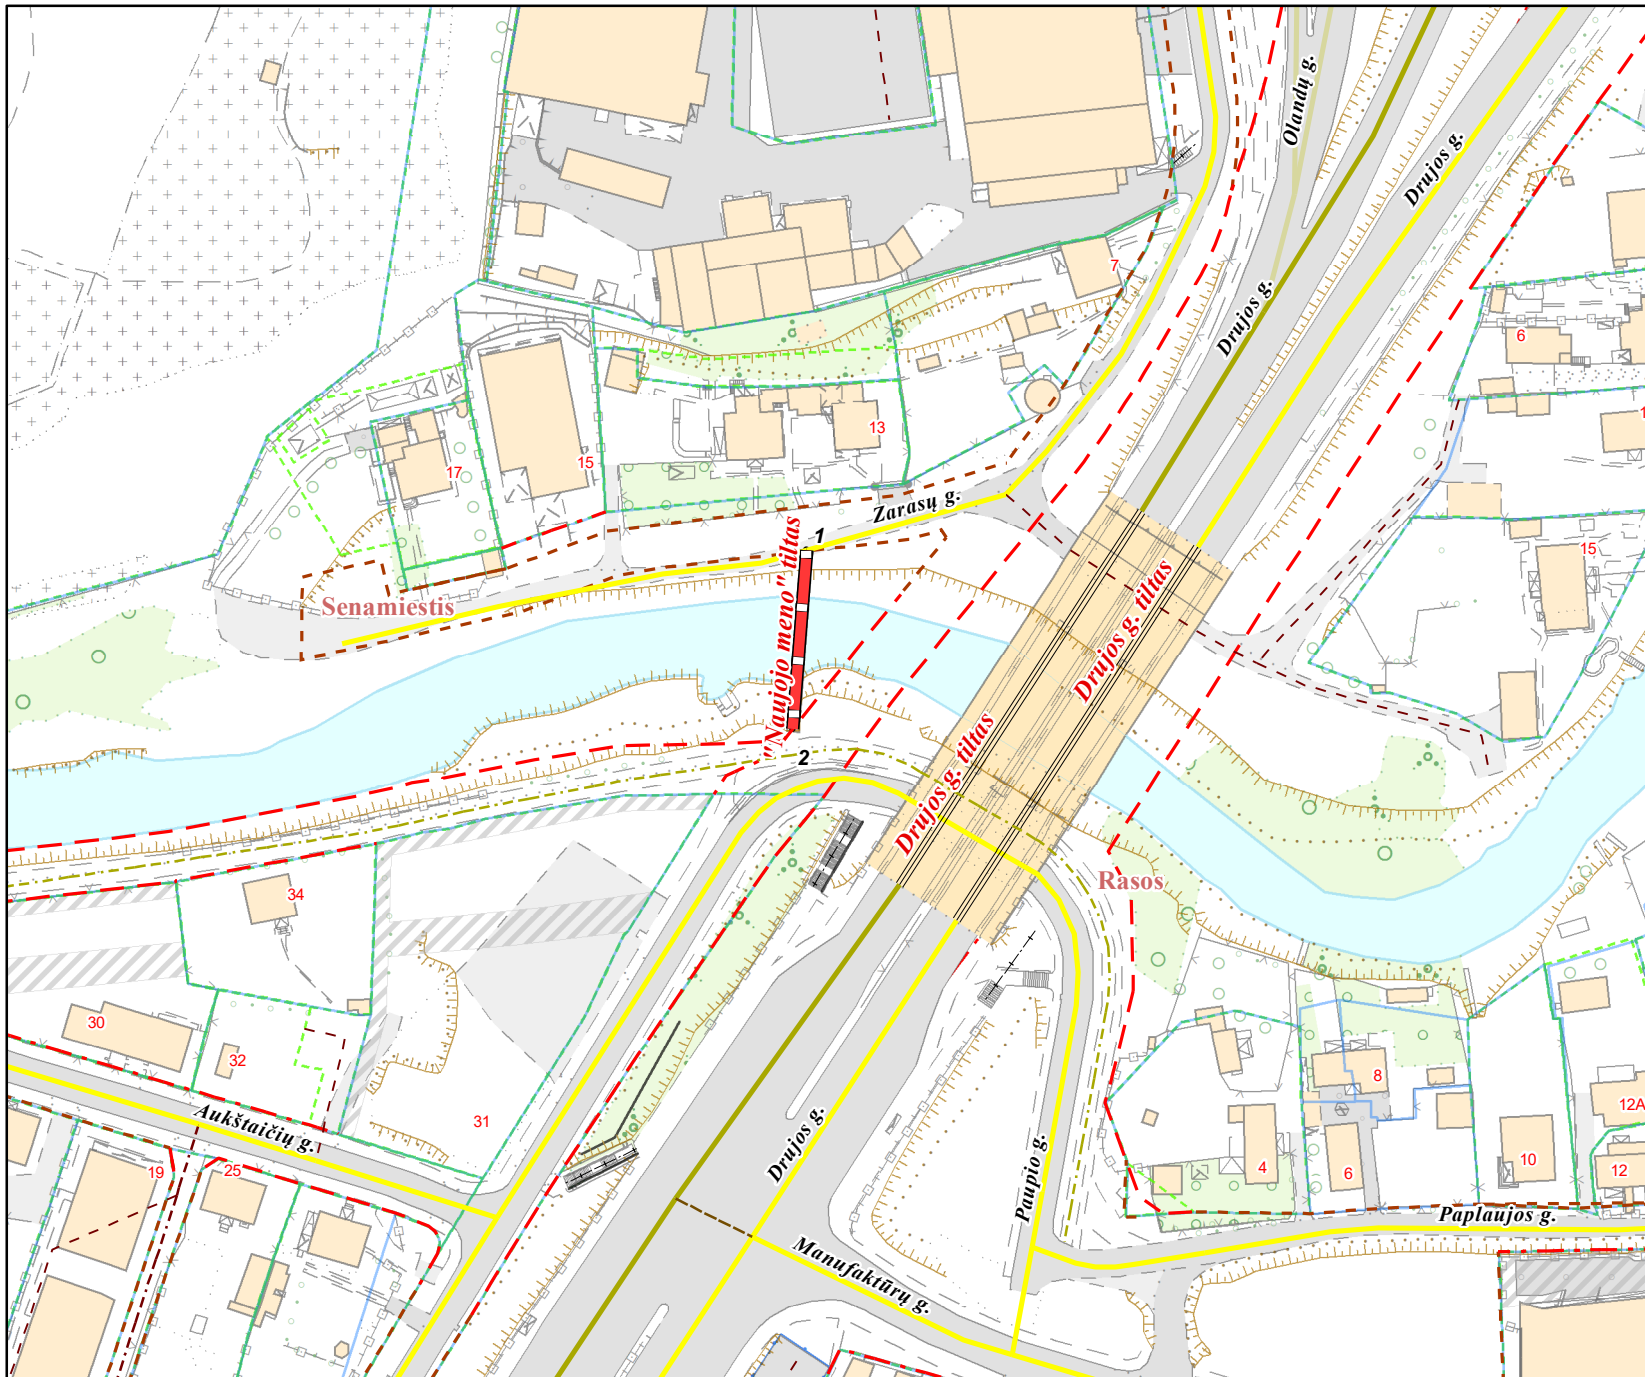 Olandų g.
Drujos g.
7
Drujos g.
6
13
17
15
Zarasų g.
1
15
Senamiestis
"Naujojo meno" tiltas
Drujos g. tiltas
Drujos g. tiltas
2
Rasos
34
30
32
31
Aukštaičių g.
19
25
Drujos g.
Paupio g.
Manufaktūrų g.
4
6
8
10
12A
12
Paplaujos g.